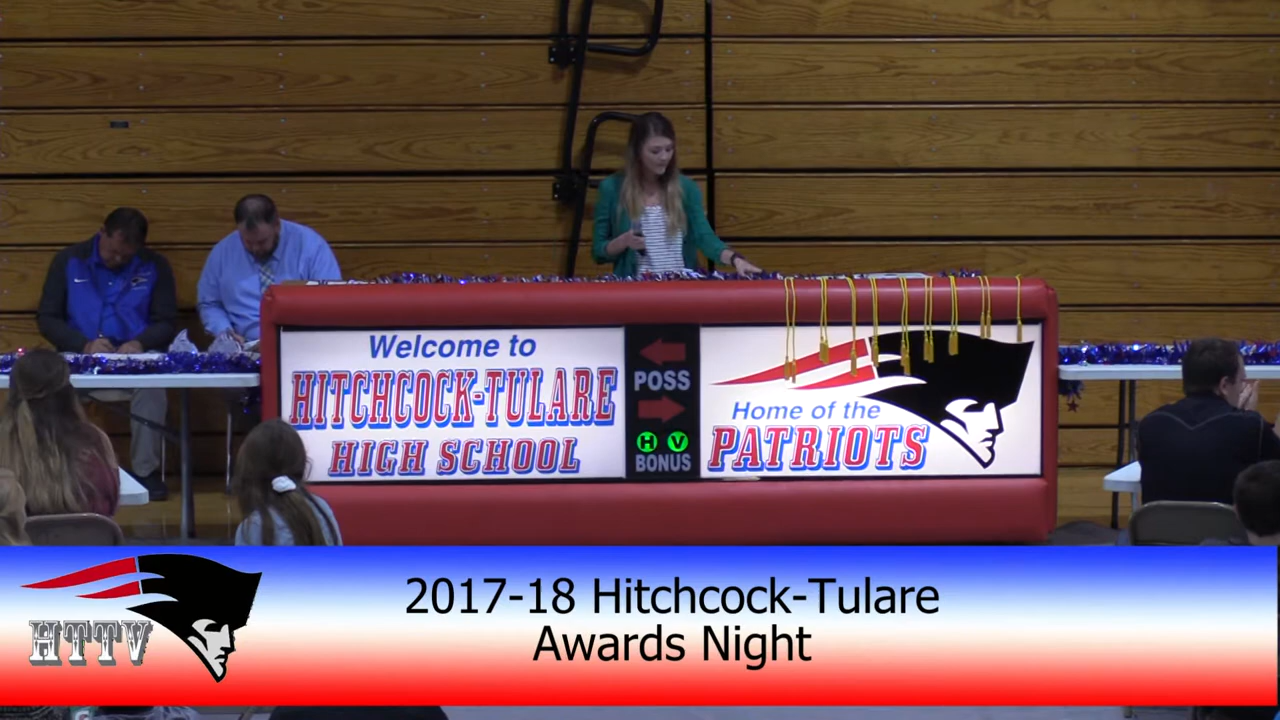 Welcome to
HITCHCOCK-TULARE
HIGH SCHOOL
POSS
H V
BONUS
Home of the
PATRIOTS
HTTV
2017-18 Hitchcock-Tulare
Awards Night